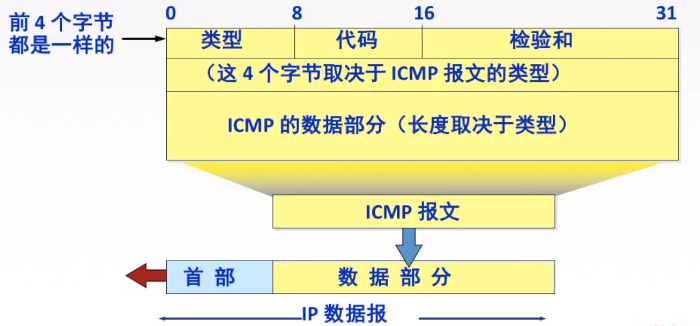 0 8 16 31
前 4 个字节
都是一样的
类型 代码 检验和
（这 4 个字节取决于 ICMP 报文的类型）
ICMP 的数据部分（长度取决于类型）
ICMP 报文
首 部 数 据 部 分
IP 数据报